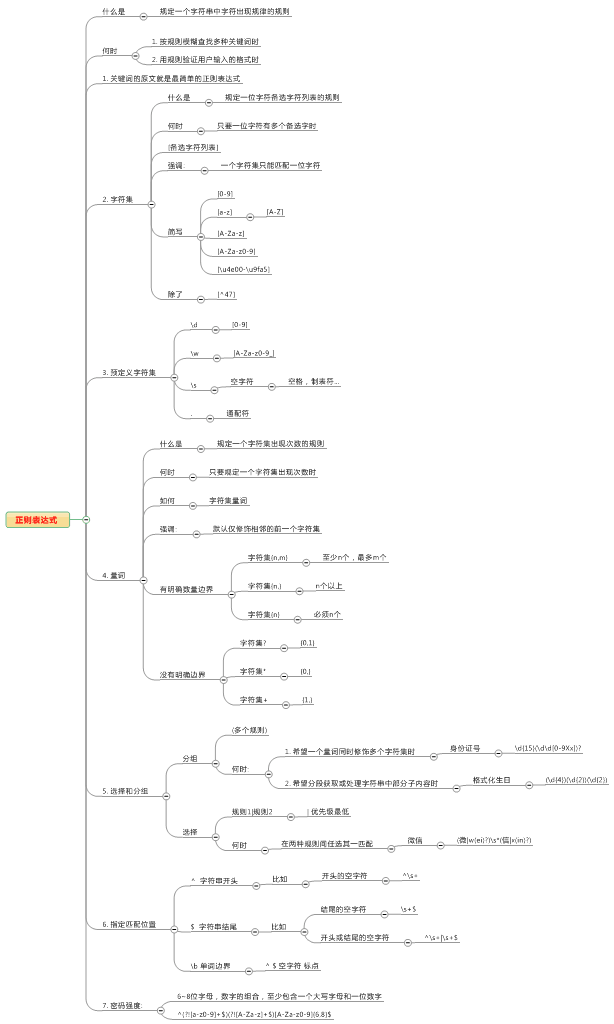 正则表达式
什么是
规定一个字符串中字符出现规律的规则
何时
1. 按规则模糊查找多种关键词时
2. 用规则验证用户输入的格式时
1. 关键词的原文就是最简单的正则表达式
2. 字符集
什么是
规定一位字符备选字符列表的规则
何时
只要一位字符有多个备选字时
[备选字符列表]
强调:
一个字符集只能匹配一位字符
简写
[0-9]
[a-z]
[A-Z]
[A-Za-z]
[A-Za-z0-9]
[\u4e00-\u9fa5]
除了
[^47]
3. 预定义字符集
\d
[0-9]
\w
[A-Za-z0-9_]
\s
空字符
空格，制表符...
.
通配符
4. 量词
什么是
规定一个字符集出现次数的规则
何时
只要规定一个字符集出现次数时
如何
字符集量词
强调:
默认仅修饰相邻的前一个字符集
有明确数量边界
字符集{n,m}
至少n个，最多m个
字符集{n,}
n个以上
字符集{n}
必须n个
没有明确边界
字符集?
{0,1}
字符集*
{0,}
字符集+
{1,}
5. 选择和分组
分组
(多个规则)
何时:
1. 希望一个量词同时修饰多个字符集时
身份证号
\d{15}(\d\d[0-9Xx])?
2. 希望分段获取或处理字符串中部分子内容时
格式化生日
(\d{4})(\d{2})(\d{2})
选择
规则1|规则2
| 优先级最低
何时
在两种规则间任选其一匹配
微信
(微|w(ei)?)\s*(信|x(in)?)
6. 指定匹配位置
^ 字符串开头
比如
开头的空字符
^\s+
$ 字符串结尾
比如
结尾的空字符
\s+$
开头或结尾的空字符
^\s+|\s+$
\b 单词边界
^ $ 空字符 标点
7. 密码强度:
6~8位字母，数字的组合，至少包含一个大写字母和一位数字
^(?![a-z0-9]+$)(?![A-Za-z]+$)[A-Za-z0-9]{6,8}$